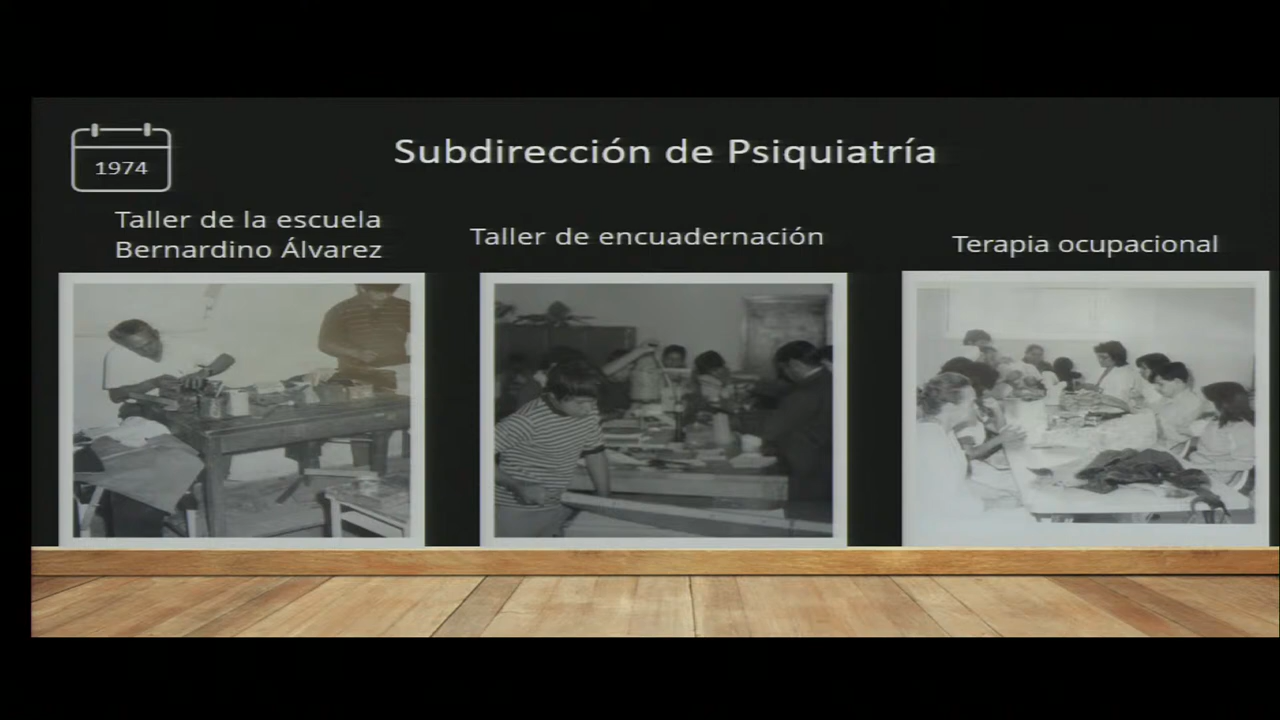 1974
Subdirección de Psiquiatría
Taller de la escuela
Bernardino Álvarez
Taller de encuadernación
Terapia ocupacional